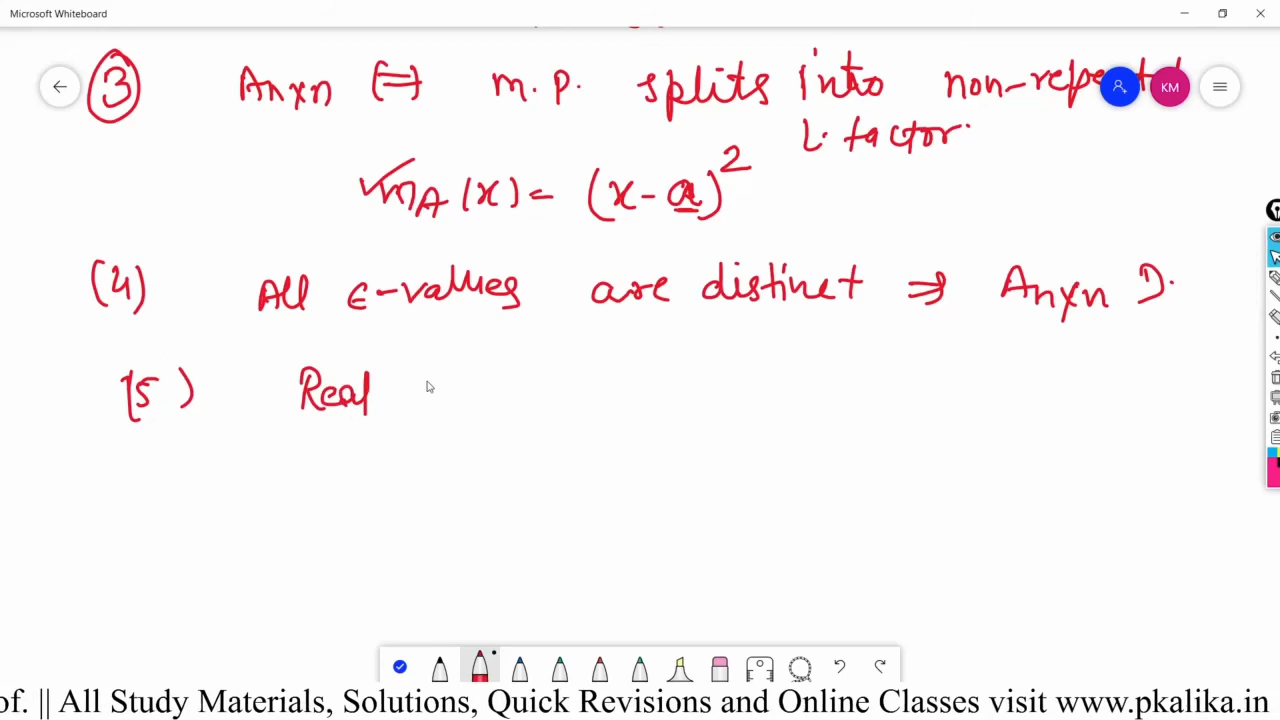 Microsoft Whiteboard
③ Anxn ⇔ m.p. splits into non-repeated
L. factor.
KM
mA(x) = (x - a)²
(4) All E-values are distinct ⇒ Anxn D.
(5) Real
of. || All Study Materials, Solutions, Quick Revisions and Online Classes visit www.pkalika.in